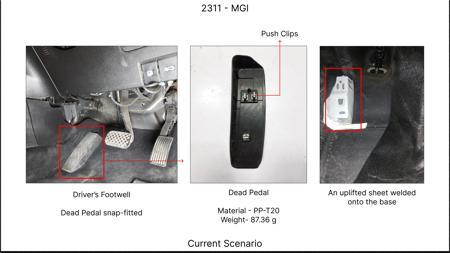 2311 - MGI
Push Clips
Driver's Footwell
Dead Pedal snap-fitted
Dead Pedal
Material - PP-T20
Weight- 87.36 g
An uplifted sheet welded
onto the base
Current Scenario